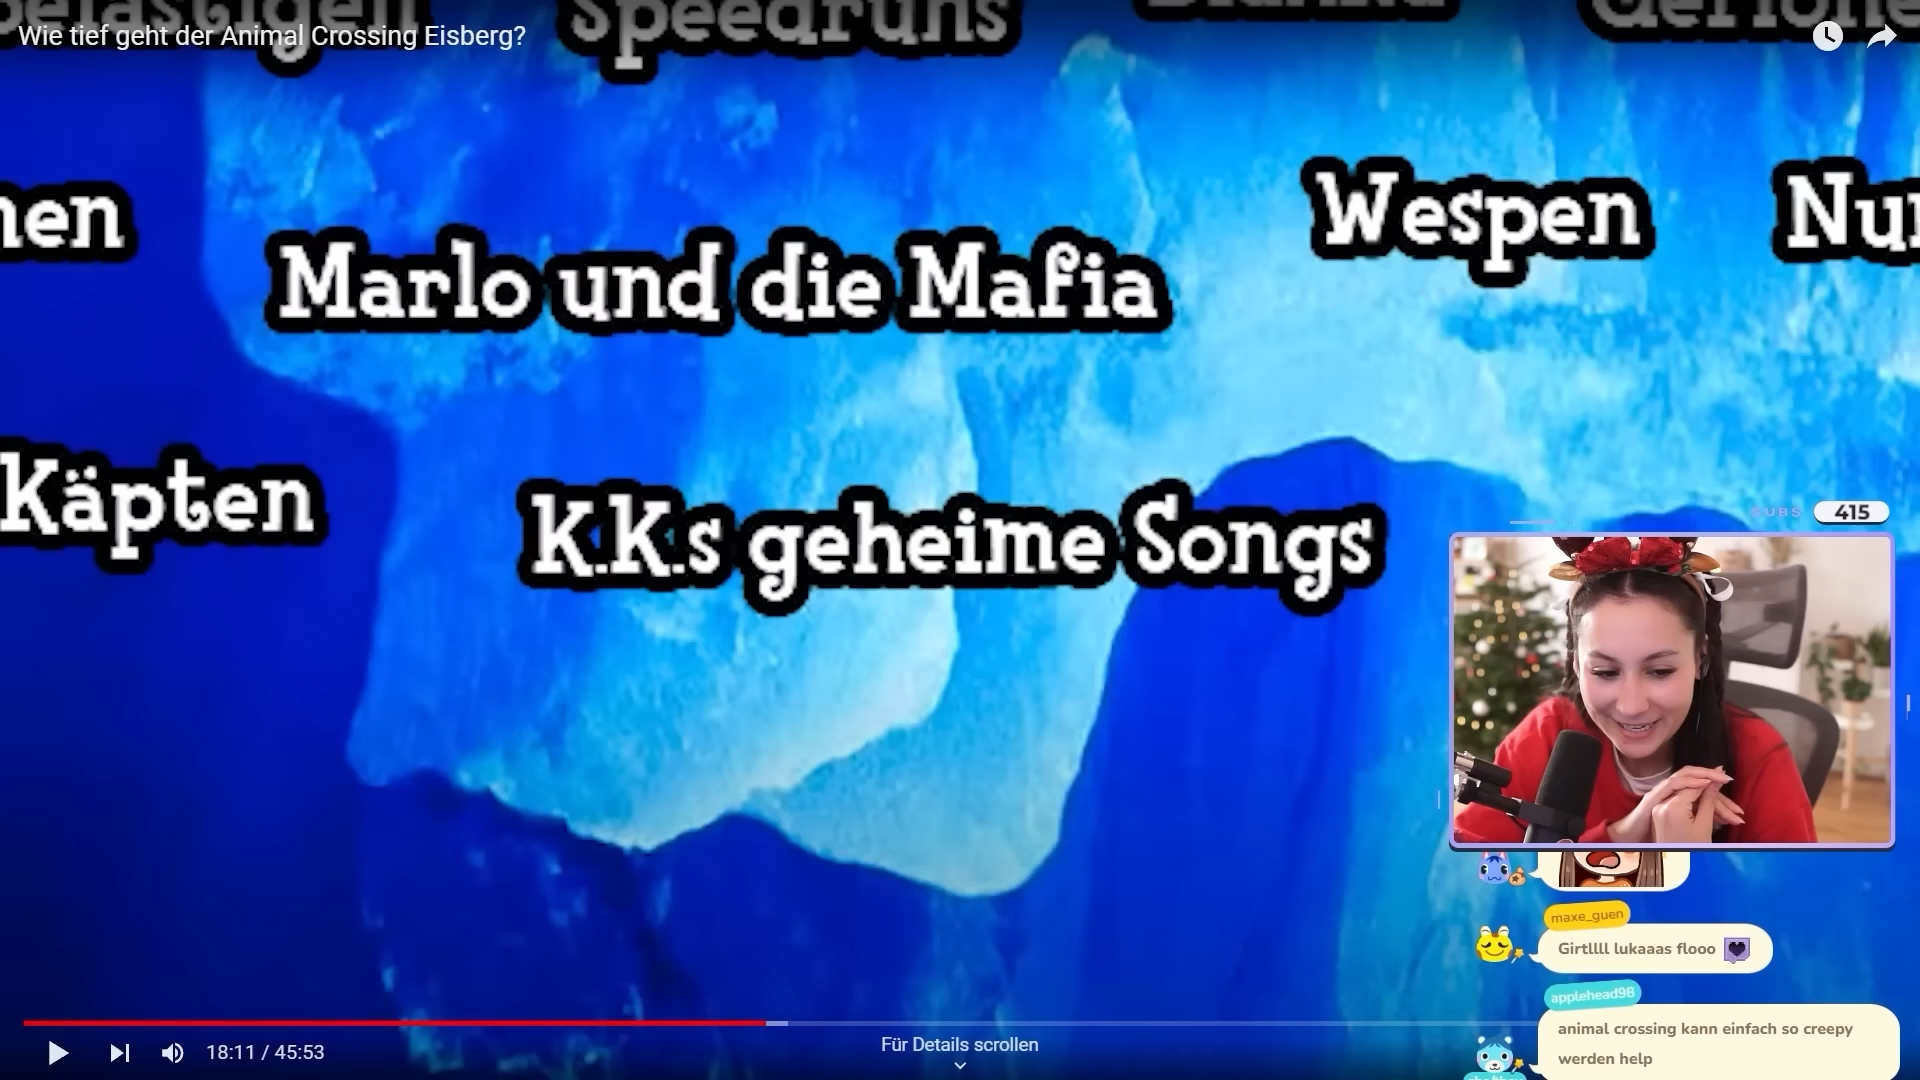 Speedruns
Wie tief geht der Animal Crossing Eisberg?
Wespen
Marlo und die Mafia
Käpten
K.K.s geheime Songs
SUBS 415
maxe_guen
Girtllll lukaaas flooo
applehead98
animal crossing kann einfach so creepy
werden help
18:11 / 45:53
Für Details scrollen